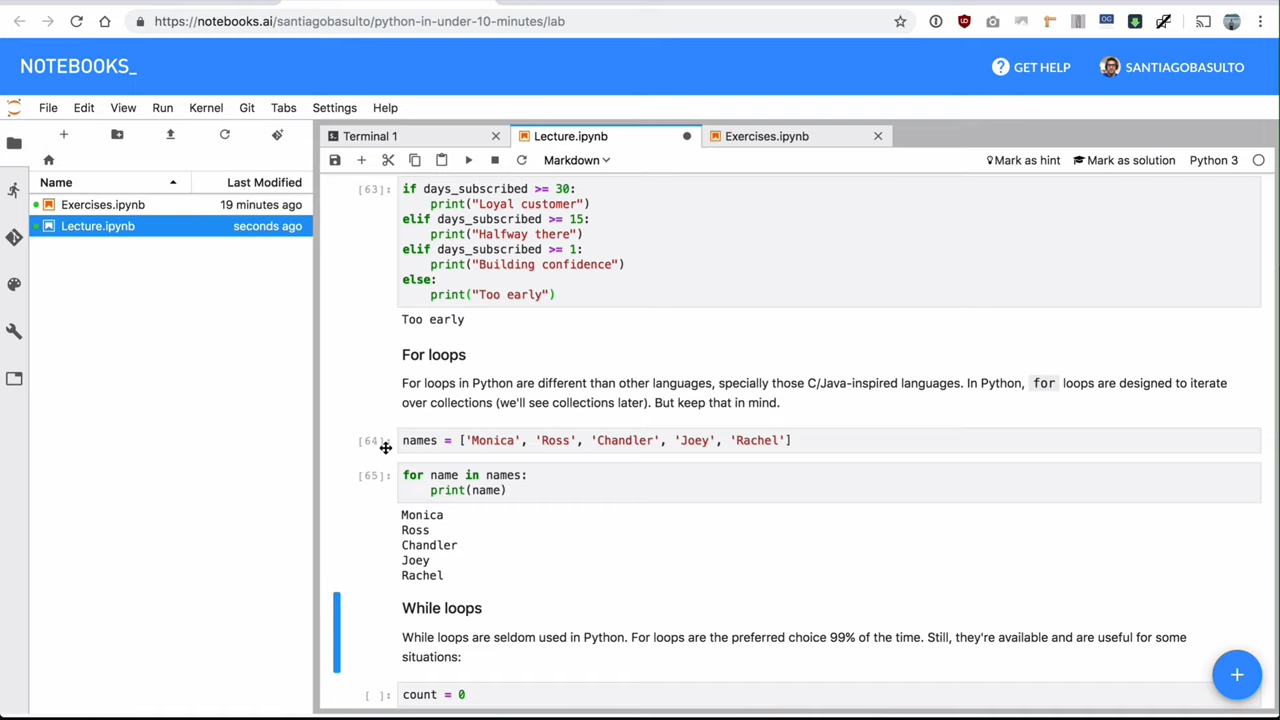 https://notebooks.ai/santiagobasulto/python-in-under-10-minutes/lab
NOTEBOOKS_
GET HELP
SANTIAGOBASULTO
File Edit View Run Kernel Git Tabs Settings Help
Name
Last Modified
Exercises.ipynb
19 minutes ago
Lecture.ipynb
seconds ago
Terminal 1
Lecture.ipynb
Exercises.ipynb
Markdown
Mark as hint
Mark as solution
Python 3
[63]:
if days_subscribed >= 30:
    print("Loyal customer")
elif days_subscribed >= 15:
    print("Halfway there")
elif days_subscribed >= 1:
    print("Building confidence")
else:
    print("Too early")
Too early
For loops
For loops in Python are different than other languages, specially those C/Java-inspired languages. In Python, for loops are designed to iterate
over collections (we'll see collections later). But keep that in mind.
[64]:
names = ['Monica', 'Ross', 'Chandler', 'Joey', 'Rachel']
[65]:
for name in names:
    print(name)
Monica
Ross
Chandler
Joey
Rachel
While loops
While loops are seldom used in Python. For loops are the preferred choice 99% of the time. Still, they're available and are useful for some
situations:
[ ]:
count = 0